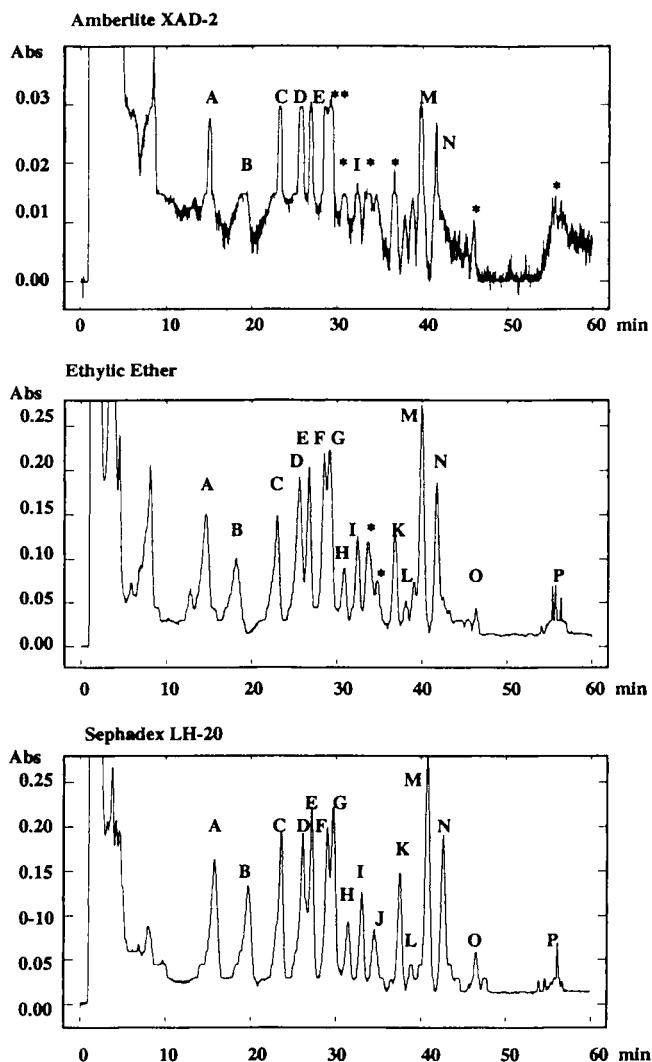 Amberlite XAD-2
Abs
0.03
0.02
0.01
0.00
A
B
C D E **
* I * *
M
N
*
*
0 10 20 30 40 50 60 min
Ethylic Ether
Abs
0.25
0.20
0.15
0.10
0.05
0.00
A
B
C
D
E F G
H
I * K
*
L
M
N
O
P
0 10 20 30 40 50 60 min
Sephadex LH-20
Abs
0.25
0.20
0.15
0-10
0.05
0.00
A
B
C D
E
F
G
H
I
J
K
L
M
N
O
P
0 10 20 30 40 50 60 min